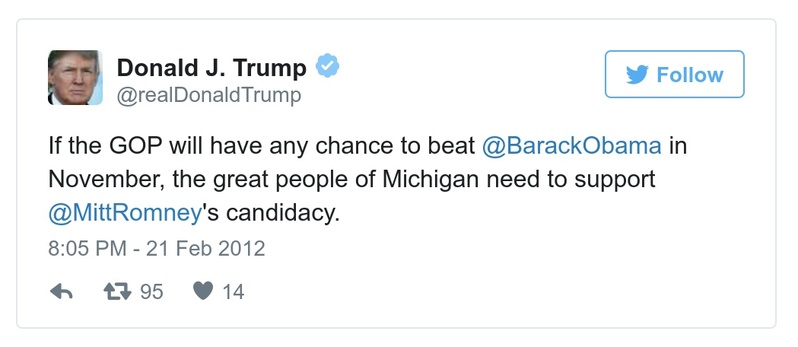 Donald J. Trump
@realDonaldTrump
Follow
If the GOP will have any chance to beat @BarackObama in
November, the great people of Michigan need to support
@MittRomney's candidacy.
8:05 PM - 21 Feb 2012
95 14